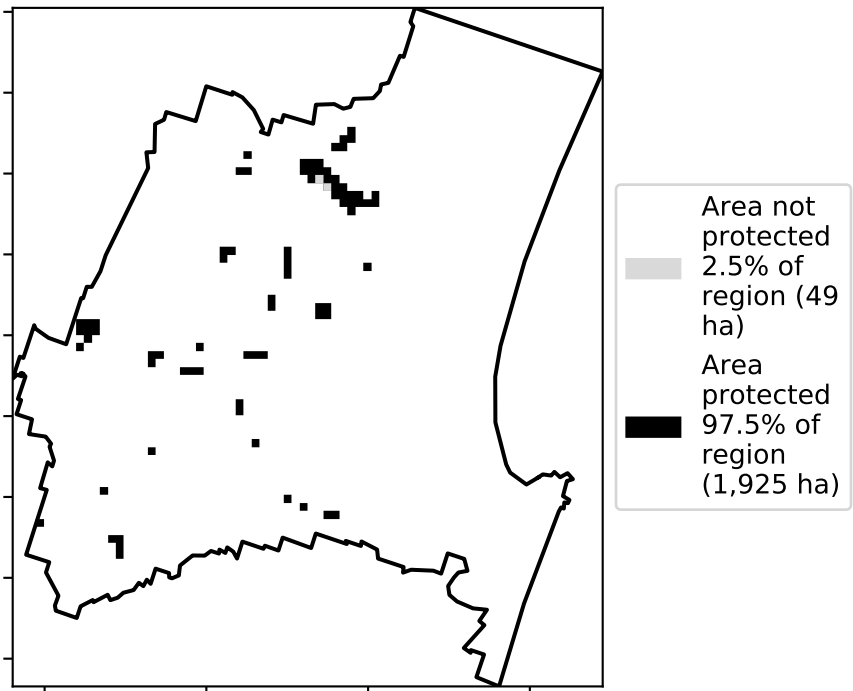 Area not
protected
2.5% of
region (49
ha)
Area
protected
97.5% of
region
(1,925 ha)